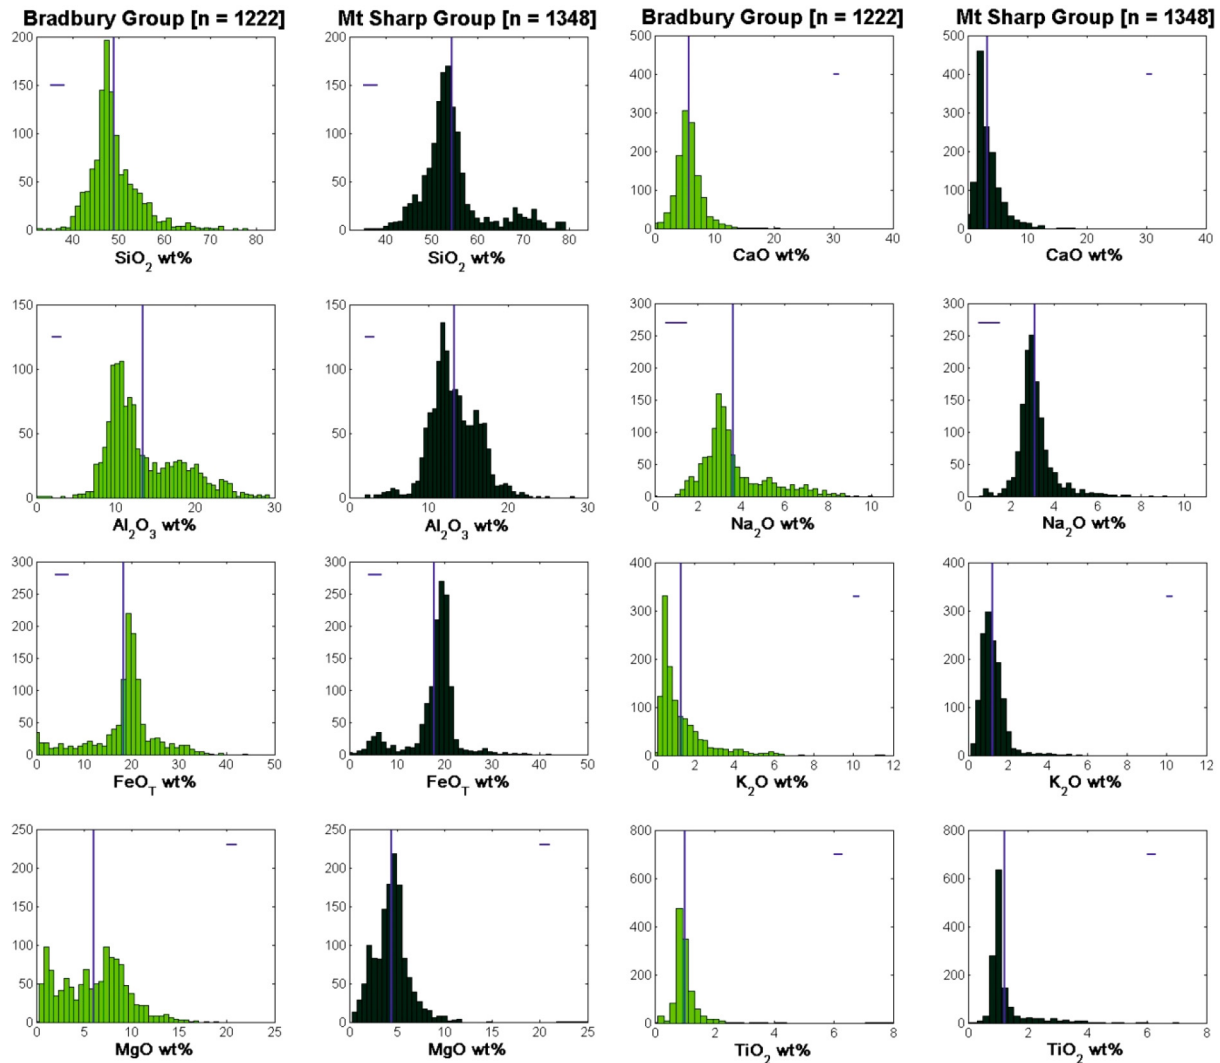 Bradbury Group [n = 1222] Mt Sharp Group [n = 1348] Bradbury Group [n = 1222] Mt Sharp Group [n = 1348]
200 200 500 500
150 150 400 400
100 100 300 300
50 50 200 200
0 0 100 100
40 50 60 70 80 40 50 60 70 80 0 0
0 10 20 30 40 0 10 20 30 40
SiO2 wt% SiO2 wt% CaO wt% CaO wt%
150 150 300 300
100 100 250 250
50 50 200 200
0 0 150 150
100 100
50 50
0 0
0 10 20 30 0 10 20 30 0 2 4 6 8 10 0 2 4 6 8 10
Al2O3 wt% Al2O3 wt% Na2O wt% Na2O wt%
300 300 400 400
250 250 300 300
200 200 200 200
150 150 100 100
100 100 0 0
50 50
0 0
0 10 20 30 40 50 0 10 20 30 40 50 0 2 4 6 8 10 12 0 2 4 6 8 10 12
FeOT wt% FeOT wt% K2O wt% K2O wt%
250 250 800 800
200 200 600 600
150 150 400 400
100 100 200 200
50 50 0 0
0 0
0 5 10 15 20 25 0 5 10 15 20 25 0 2 4 6 8 0 2 4 6 8
MgO wt% MgO wt% TiO2 wt% TiO2 wt%